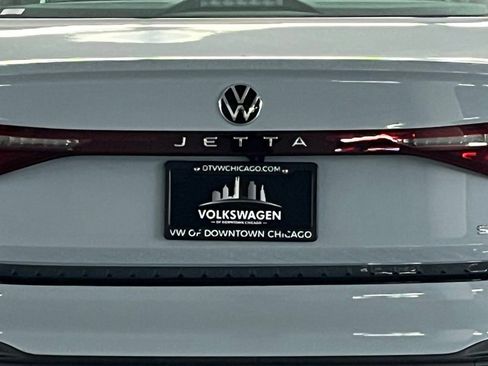 JETTA
DTVWCHICAGO.COM
VOLKSWAGEN
OF DOWNTOWN CHICAGO
VW OF DOWNTOWN CHICAGO
S